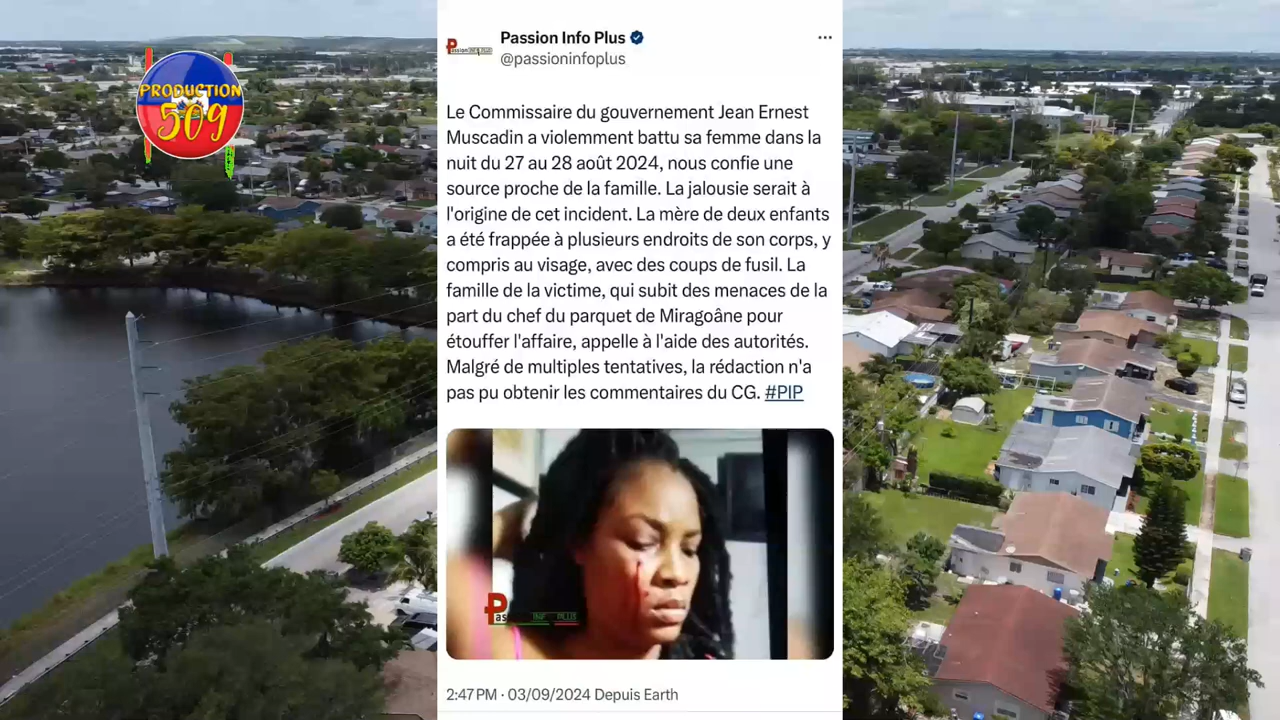 PRODUCTION
509
Passion Info Plus
@passioninfoplus
Le Commissaire du gouvernement Jean Ernest
Muscadin a violemment battu sa femme dans la
nuit du 27 au 28 août 2024, nous confie une
source proche de la famille. La jalousie serait à
l'origine de cet incident. La mère de deux enfants
a été frappée à plusieurs endroits de son corps, y
compris au visage, avec des coups de fusil. La
famille de la victime, qui subit des menaces de la
part du chef du parquet de Miragoâne pour
étouffer l'affaire, appelle à l'aide des autorités.
Malgré de multiples tentatives, la rédaction n'a
pas pu obtenir les commentaires du CG. #PIP
2:47 PM · 03/09/2024 Depuis Earth